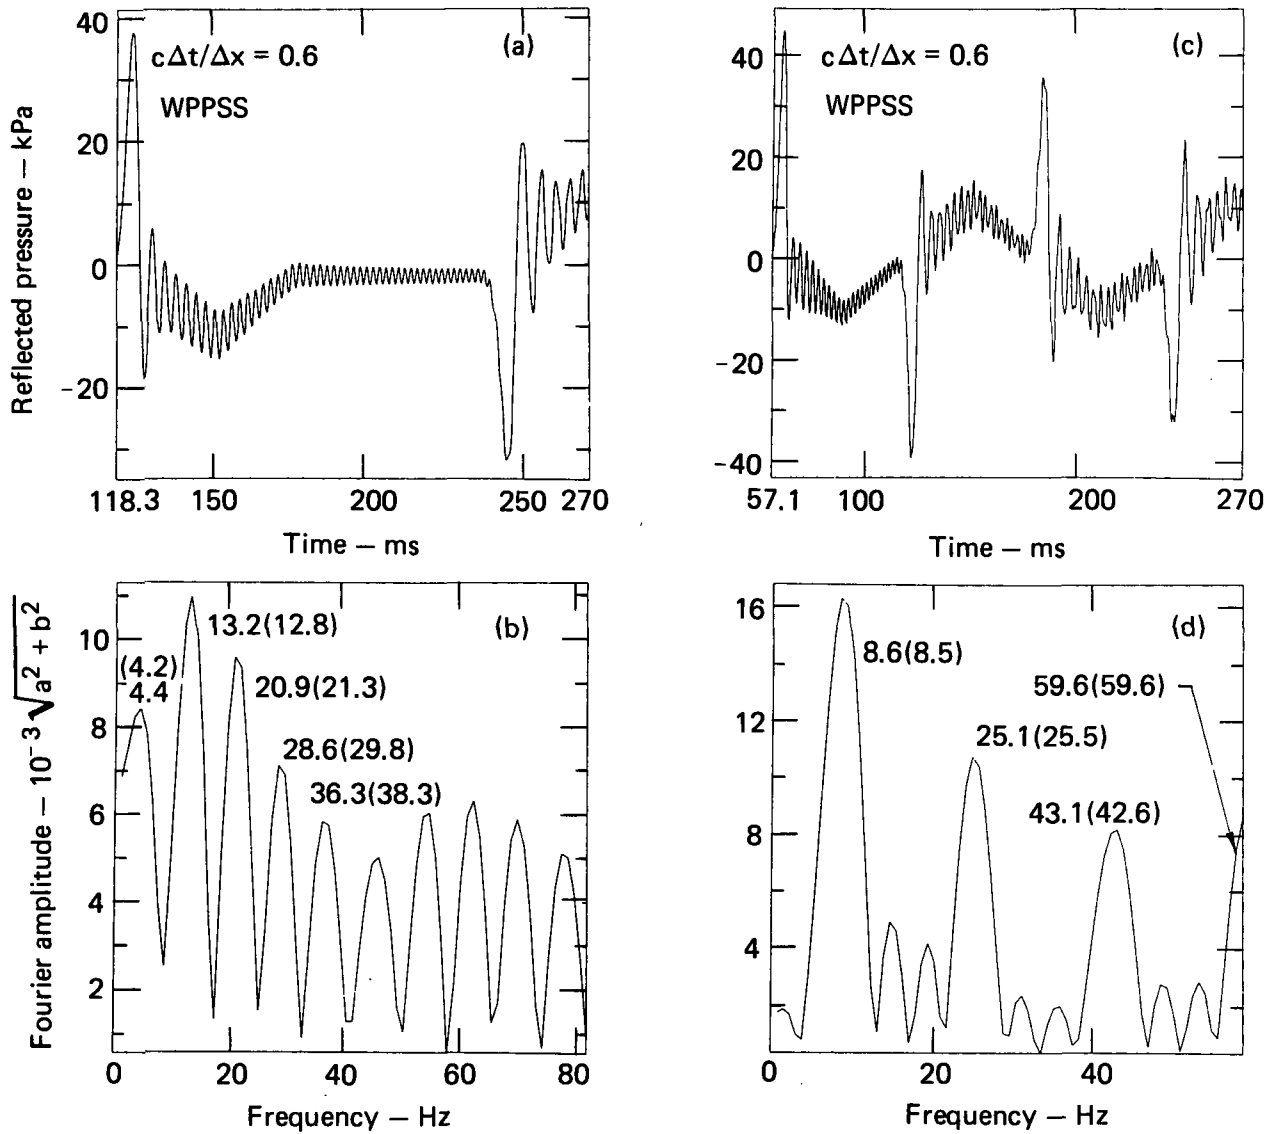 40
20
0
−20
Reflected pressure — kPa
cΔt/Δx = 0.6
WPPSS
(a)
118.3 150 200 250 270
Time — ms
40
20
0
−20
−40
cΔt/Δx = 0.6
WPPSS
(c)
57.1 100 200 270
Time — ms
10
8
6
4
2
Fourier amplitude — 10⁻³ √a² + b²
(4.2)
4.4
13.2(12.8)
20.9(21.3)
28.6(29.8)
36.3(38.3)
(b)
0 20 40 60 80
Frequency — Hz
16
12
8
4
(d)
8.6(8.5)
59.6(59.6)
25.1(25.5)
43.1(42.6)
0 20 40
Frequency — Hz